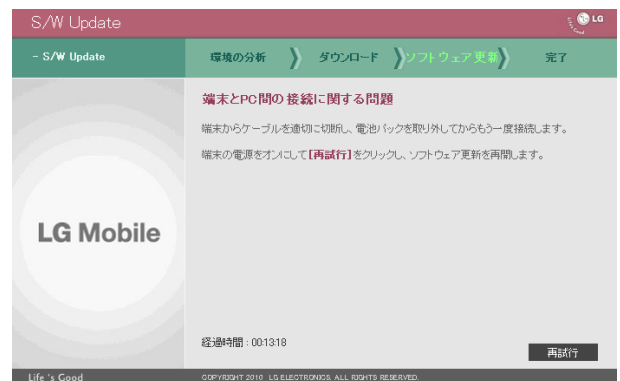 S/W Update
LG
- S/W Update
環境の分析
ダウンロード
ソフトウェア更新
完了
端末とPC間の接続に関する問題
端末からケーブルを適切に切断し、電池パックを取り外してからもう一度接続します。
端末の電源をオンにして[再試行]をクリックし、ソフトウェア更新を再開します。
LG Mobile
経過時間 : 00:13:18
再試行
Life's Good
COPYRIGHT 2010 LG ELECTRONICS. ALL RIGHTS RESERVED.